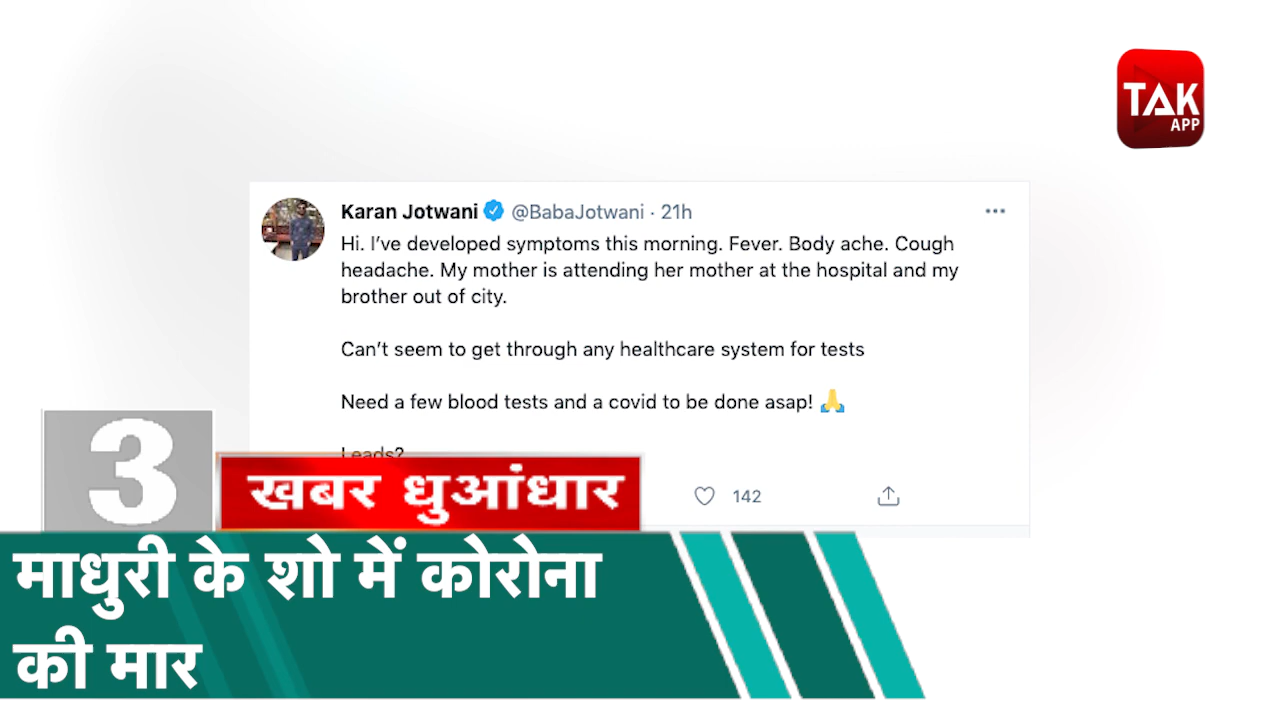 TAK
APP
Karan Jotwani @BabaJotwani · 21h
Hi. I've developed symptoms this morning. Fever. Body ache. Cough
headache. My mother is attending her mother at the hospital and my
brother out of city.
Can't seem to get through any healthcare system for tests
Need a few blood tests and a covid to be done asap! 🙏
Leads?
142
3
खबर धुआंधार
माधुरी के शो में कोरोना
की मार